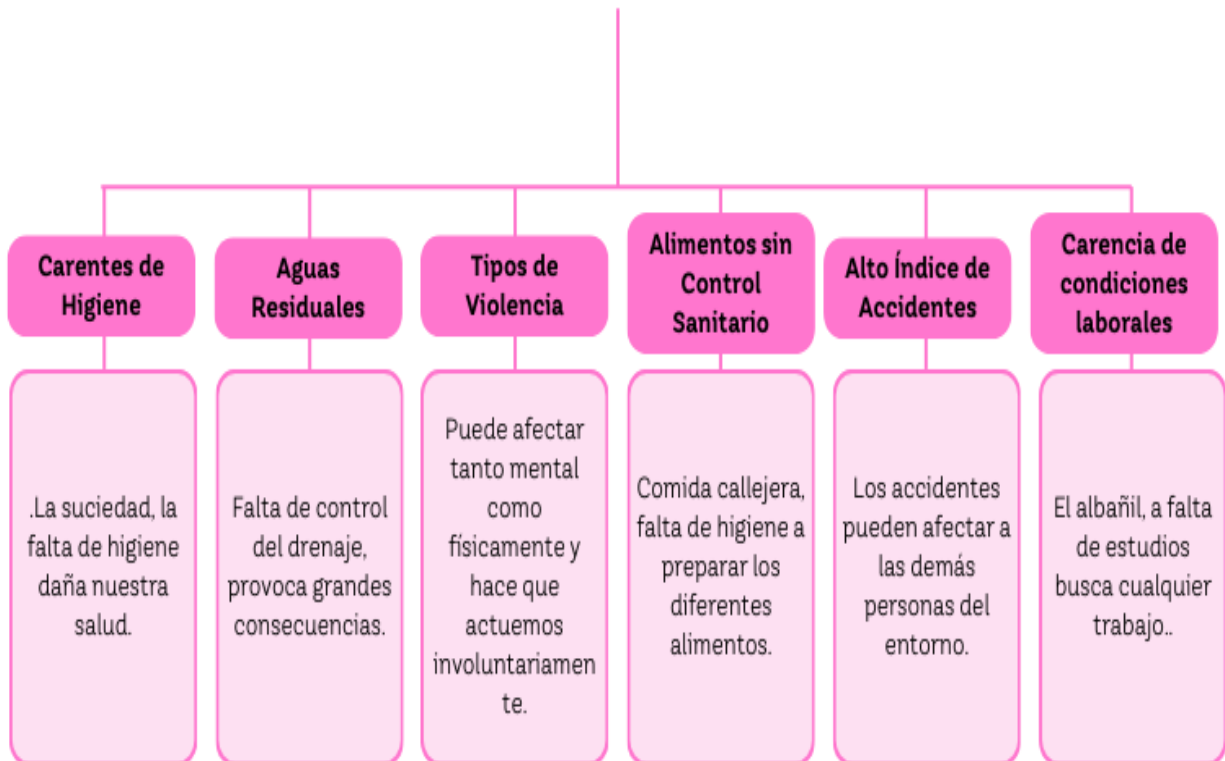 Carentes de
Higiene
Aguas
Residuales
Tipos de
Violencia
Alimentos sin
Control
Sanitario
Alto Índice de
Accidentes
Carencia de
condiciones
laborales
.La suciedad, la
falta de higiene
daña nuestra
salud.
Falta de control
del drenaje,
provoca grandes
consecuencias.
Puede afectar
tanto mental
como
físicamente y
hace que
actuemos
involuntariamen
te.
Comida callejera,
falta de higiene a
preparar los
diferentes
alimentos.
Los accidentes
pueden afectar a
las demás
personas del
entorno.
El albañil, a falta
de estudios
busca cualquier
trabajo..